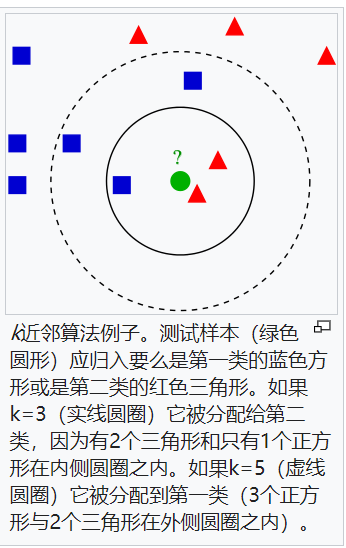 ?
k近邻算法例子。测试样本（绿色
圆形）应归入要么是第一类的蓝色方
形或是第二类的红色三角形。如果
k=3（实线圆圈）它被分配给第二
类，因为有2个三角形和只有1个正方
形在内侧圆圈之内。如果k=5（虚线
圆圈）它被分配到第一类（3个正方
形与2个三角形在外侧圆圈之内）。